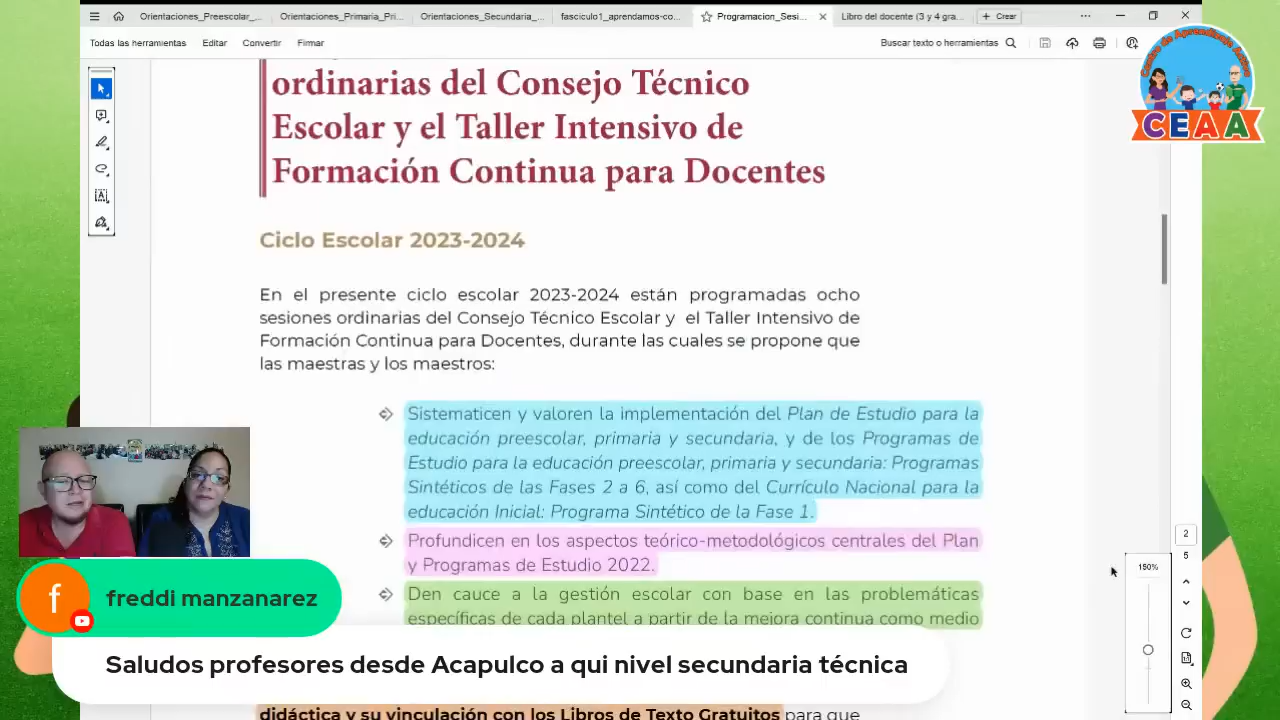 Orientaciones_Preescolar_...
Orientaciones_Primaria_Pri...
Orientaciones_Secundaria_...
fasciculo1_aprendamos-co...
Programacion_Sesi...
Libro del docente (3 y 4 gra...
+ Crear
Todas las herramientas
Editar
Convertir
Firmar
Buscar texto o herramientas
Centro de Aprendizaje Activo
CEAA
ordinarias del Consejo Técnico
Escolar y el Taller Intensivo de
Formación Continua para Docentes
Ciclo Escolar 2023-2024
En el presente ciclo escolar 2023-2024 están programadas ocho
sesiones ordinarias del Consejo Técnico Escolar y el Taller Intensivo de
Formación Continua para Docentes, durante las cuales se propone que
las maestras y los maestros:
Sistematicen y valoren la implementación del Plan de Estudio para la
educación preescolar, primaria y secundaria, y de los Programas de
Estudio para la educación preescolar, primaria y secundaria: Programas
Sintéticos de las Fases 2 a 6, así como del Currículo Nacional para la
educación Inicial: Programa Sintético de la Fase 1.
Profundicen en los aspectos teórico-metodológicos centrales del Plan
y Programas de Estudio 2022.
Den cauce a la gestión escolar con base en las problemáticas
específicas de cada plantel a partir de la mejora continua como medio
2
5
150%
f
freddi manzanarez
Saludos profesores desde Acapulco a qui nivel secundaria técnica
didáctica y su vinculación con los Libros de Texto Gratuitos para que